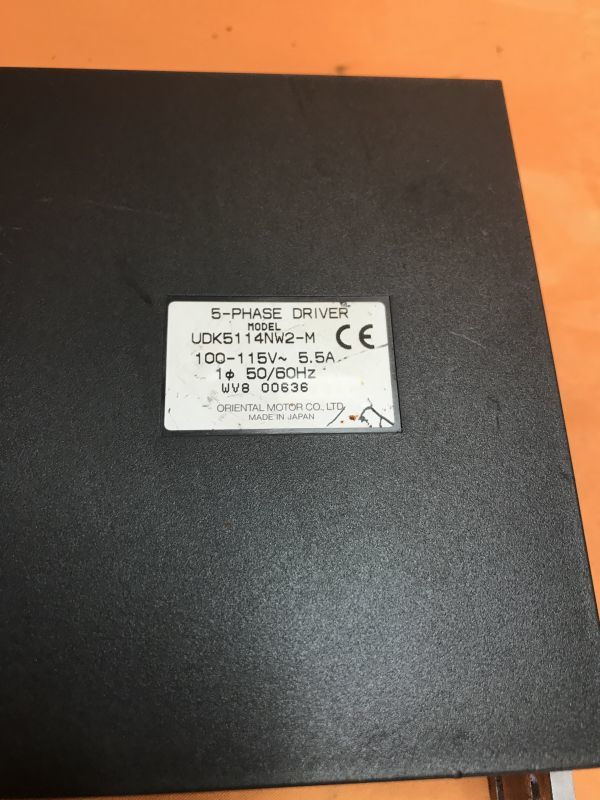 5-PHASE DRIVER
MODEL
UDK5114NW2-M CE
100-115V~ 5.5A
1ϕ 50/60Hz
WV8 00636
ORIENTAL MOTOR CO., LTD.
MADE IN JAPAN